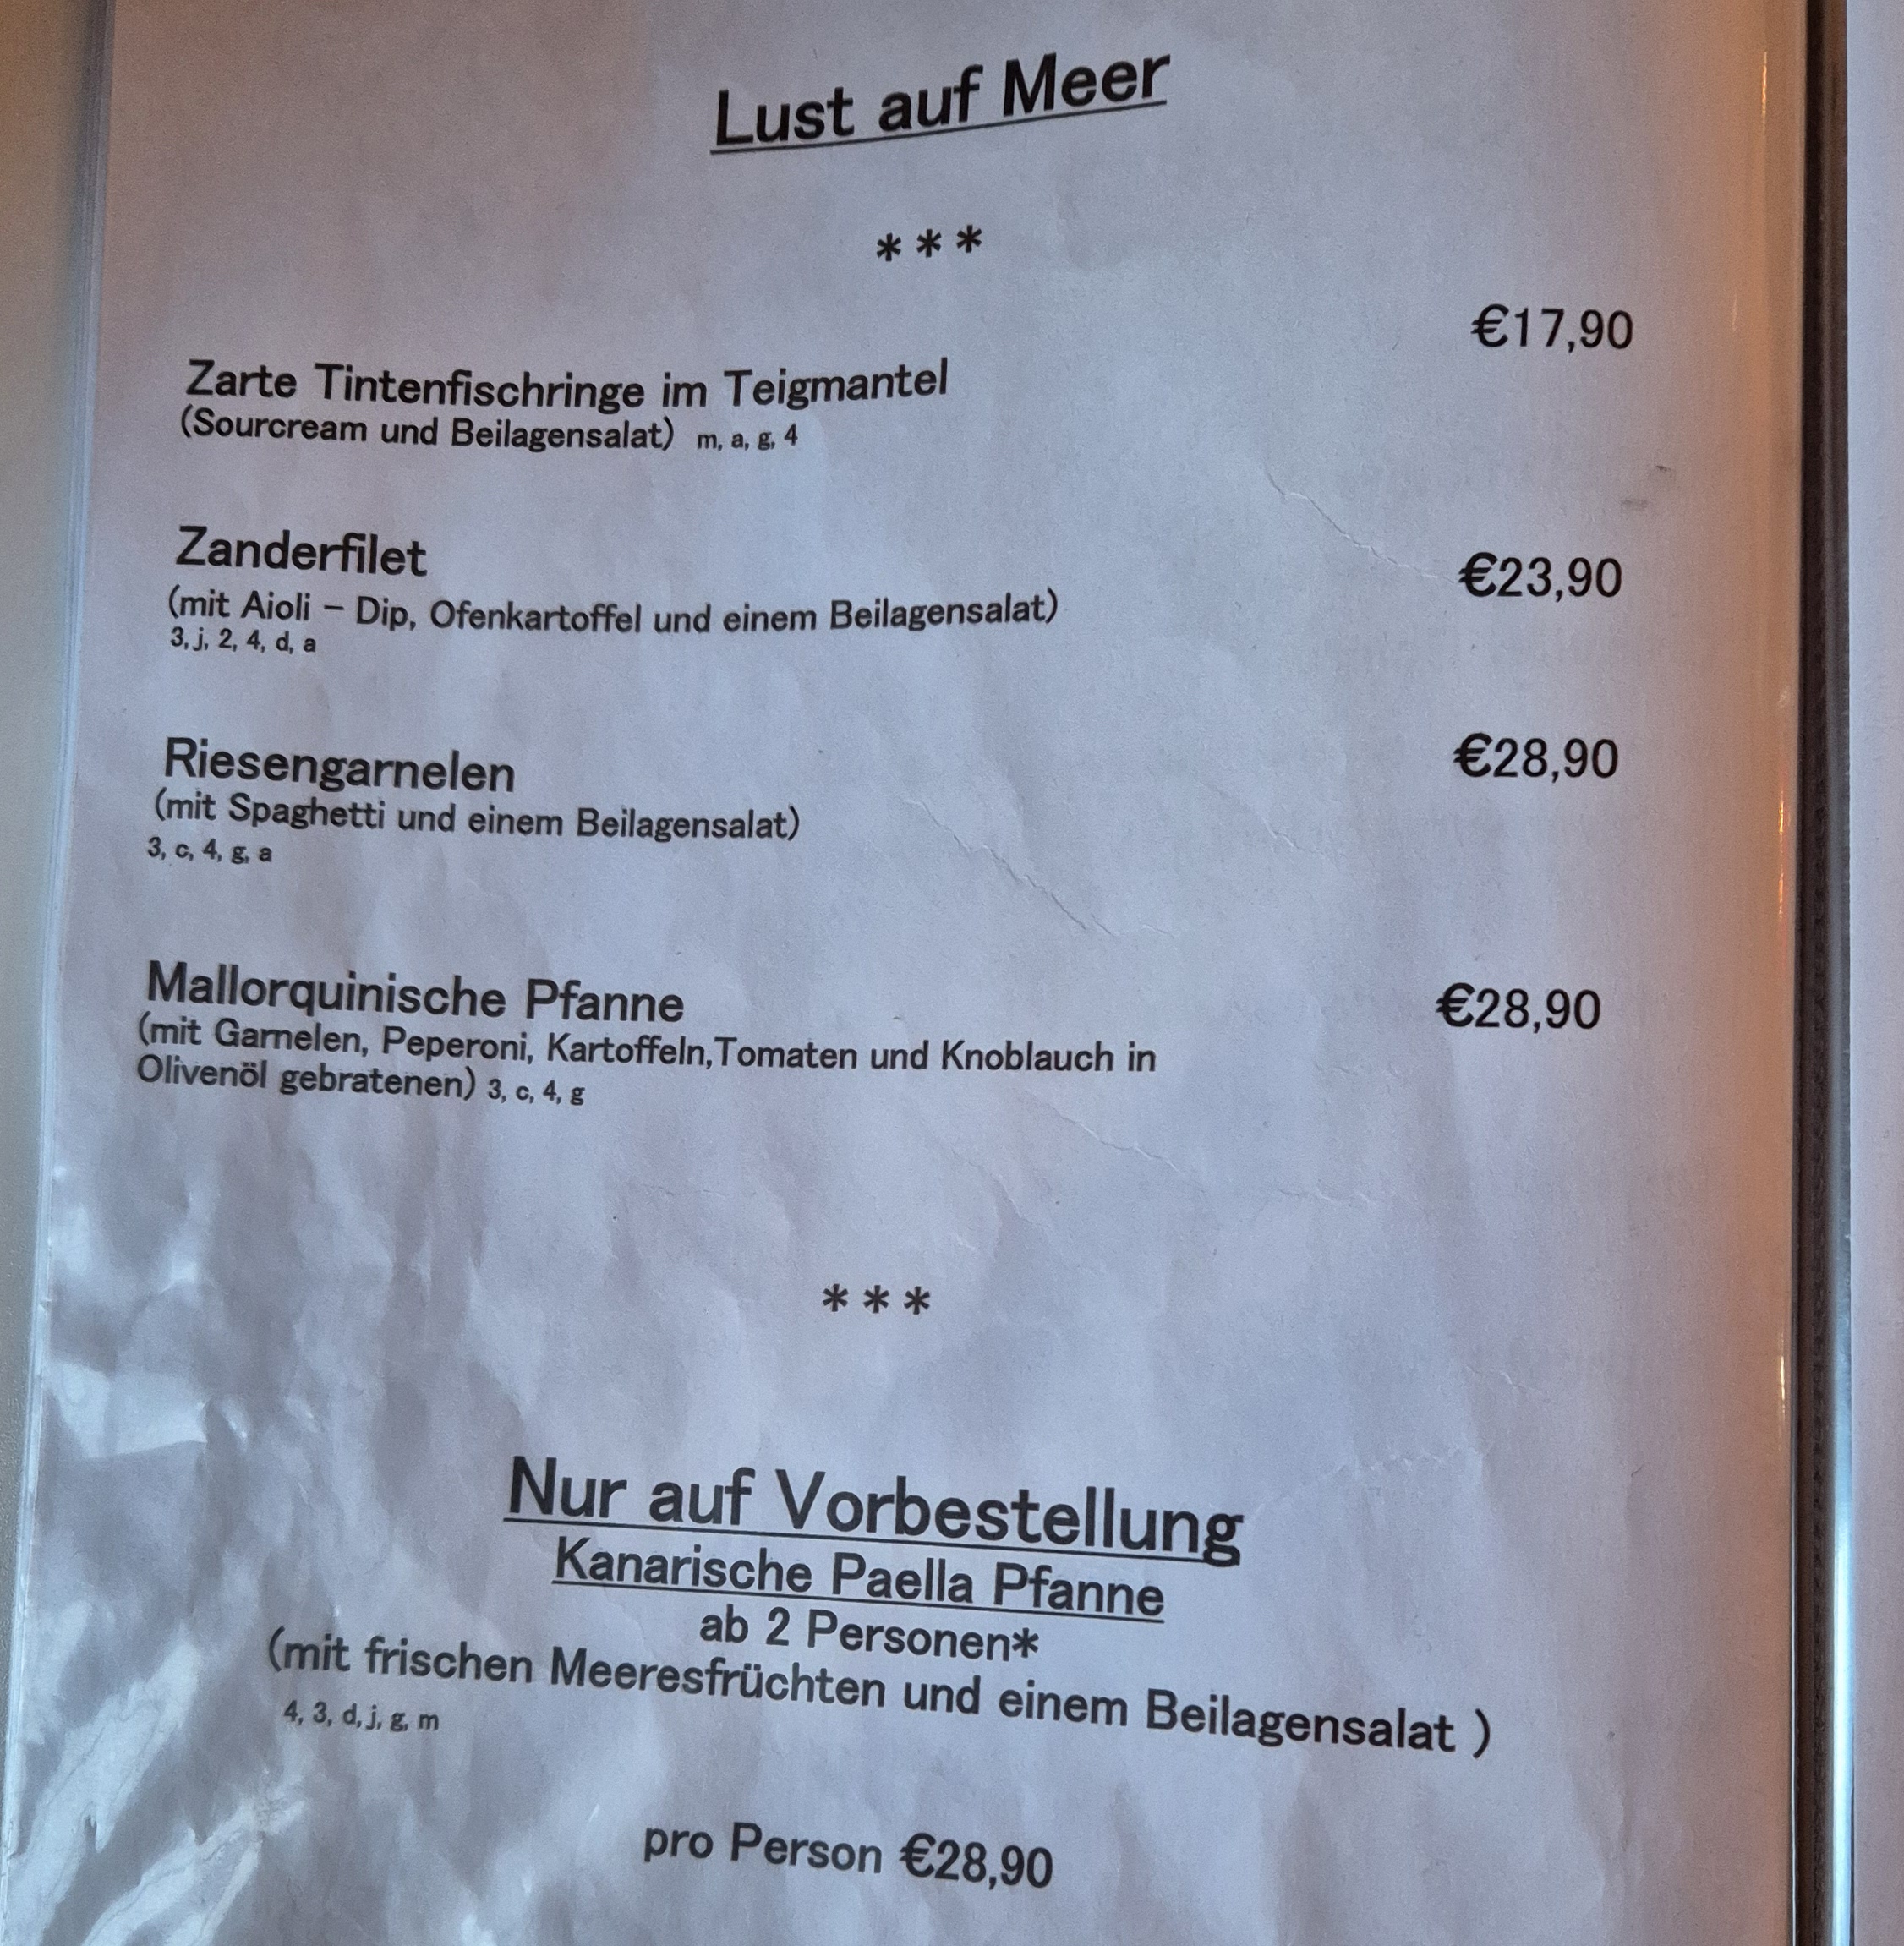 Lust auf Meer
***
€17,90
Zarte Tintenfischringe im Teigmantel
(Sourcream und Beilagensalat) m, a, g, 4
Zanderfilet €23,90
(mit Aioli – Dip, Ofenkartoffel und einem Beilagensalat)
3, j, 2, 4, d, a
Riesengarnelen €28,90
(mit Spaghetti und einem Beilagensalat)
3, c, 4, g, a
Mallorquinische Pfanne €28,90
(mit Garnelen, Peperoni, Kartoffeln,Tomaten und Knoblauch in
Olivenöl gebratenen) 3, c, 4, g
***
Nur auf Vorbestellung
Kanarische Paella Pfanne
ab 2 Personen*
(mit frischen Meeresfrüchten und einem Beilagensalat )
4, 3, d, j, g, m
pro Person €28,90